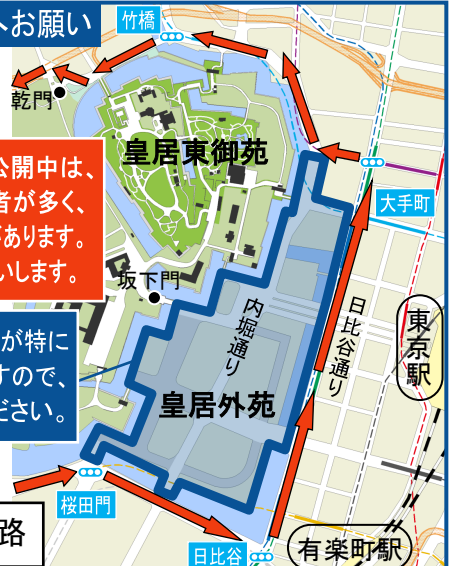 へお願い
竹橋
乾門
皇居東御苑
公開中は、
者が多く、
があります。
いします。
大手町
坂下門
内堀通り
日比谷通り
東京駅
が特に
すので、
ださい。
皇居外苑
桜田門
路
日比谷
有楽町駅